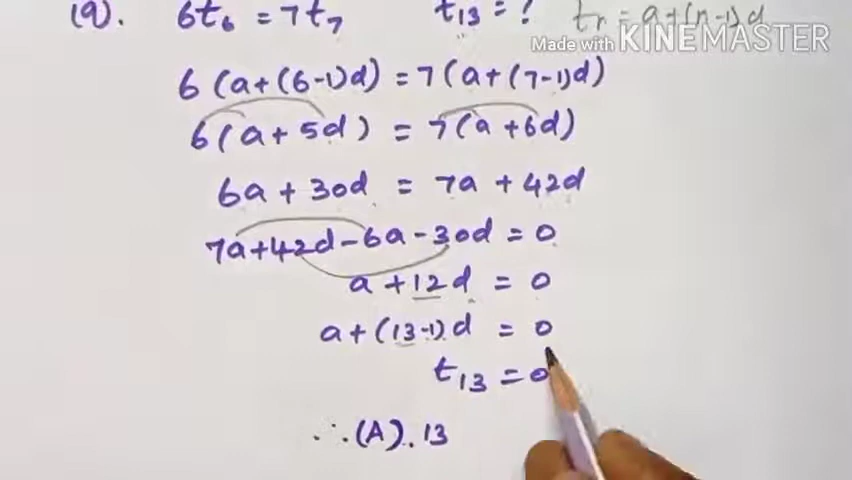 (9). 6t₆ = 7t₇ t₁₃ = ? tₙ = a+(n-1)d
Made with KINEMASTER
6 (a+(6-1)d) = 7(a+(7-1)d)
6(a+5d) = 7(a+6d)
6a + 30d = 7a + 42d
7a+42d-6a-30d = 0
a + 12d = 0
a + (13-1)d = 0
t₁₃ = 0
∴ (A). 13